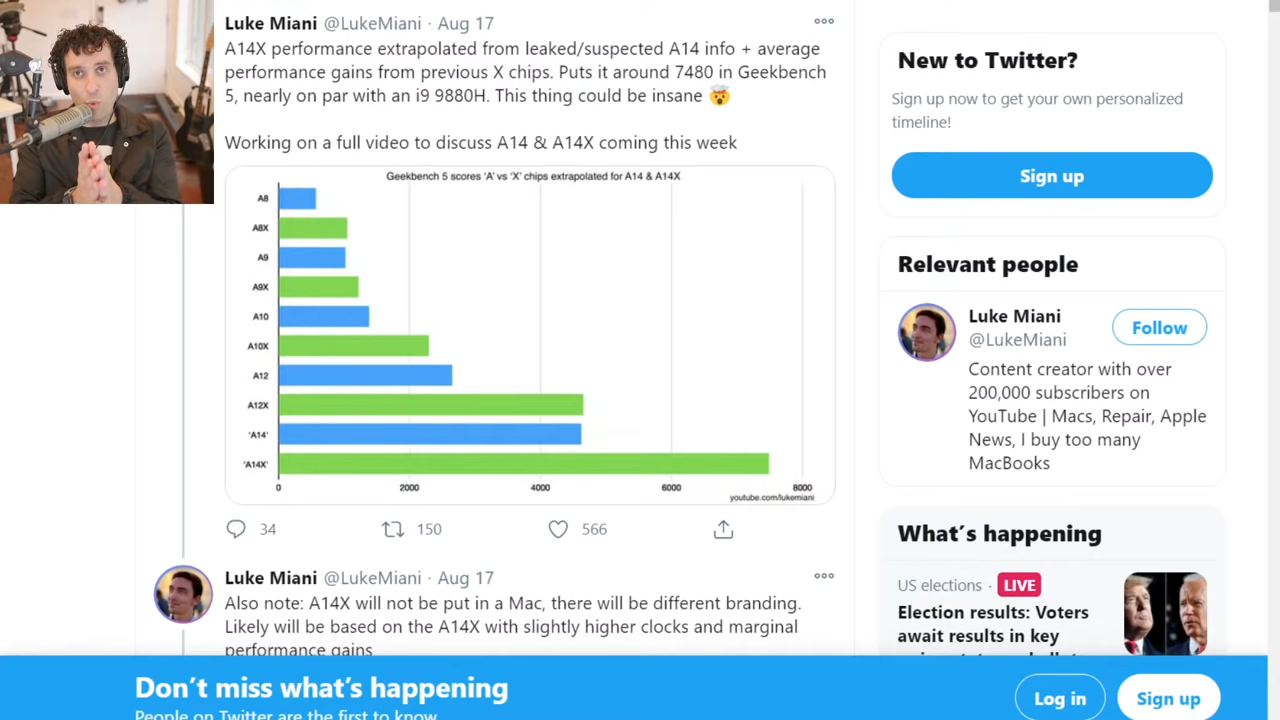 Luke Miani @LukeMiani · Aug 17
A14X performance extrapolated from leaked/suspected A14 info + average
performance gains from previous X chips. Puts it around 7480 in Geekbench
5, nearly on par with an i9 9880H. This thing could be insane 🤯
Working on a full video to discuss A14 & A14X coming this week
Geekbench 5 scores 'A' vs 'X' chips extrapolated for A14 & A14X
A8
A8X
A9
A9X
A10
A10X
A12
A12X
'A14'
'A14X'
0 2000 4000 6000 8000
youtube.com/lukemiani
34 150 566
Luke Miani @LukeMiani · Aug 17
Also note: A14X will not be put in a Mac, there will be different branding.
Likely will be based on the A14X with slightly higher clocks and marginal
performance gains
New to Twitter?
Sign up now to get your own personalized
timeline!
Sign up
Relevant people
Luke Miani
@LukeMiani
Follow
Content creator with over
200,000 subscribers on
YouTube | Macs, Repair, Apple
News, I buy too many
MacBooks
What's happening
US elections · LIVE
Election results: Voters
await results in key
Don't miss what's happening
People on Twitter are the first to know
Log in
Sign up